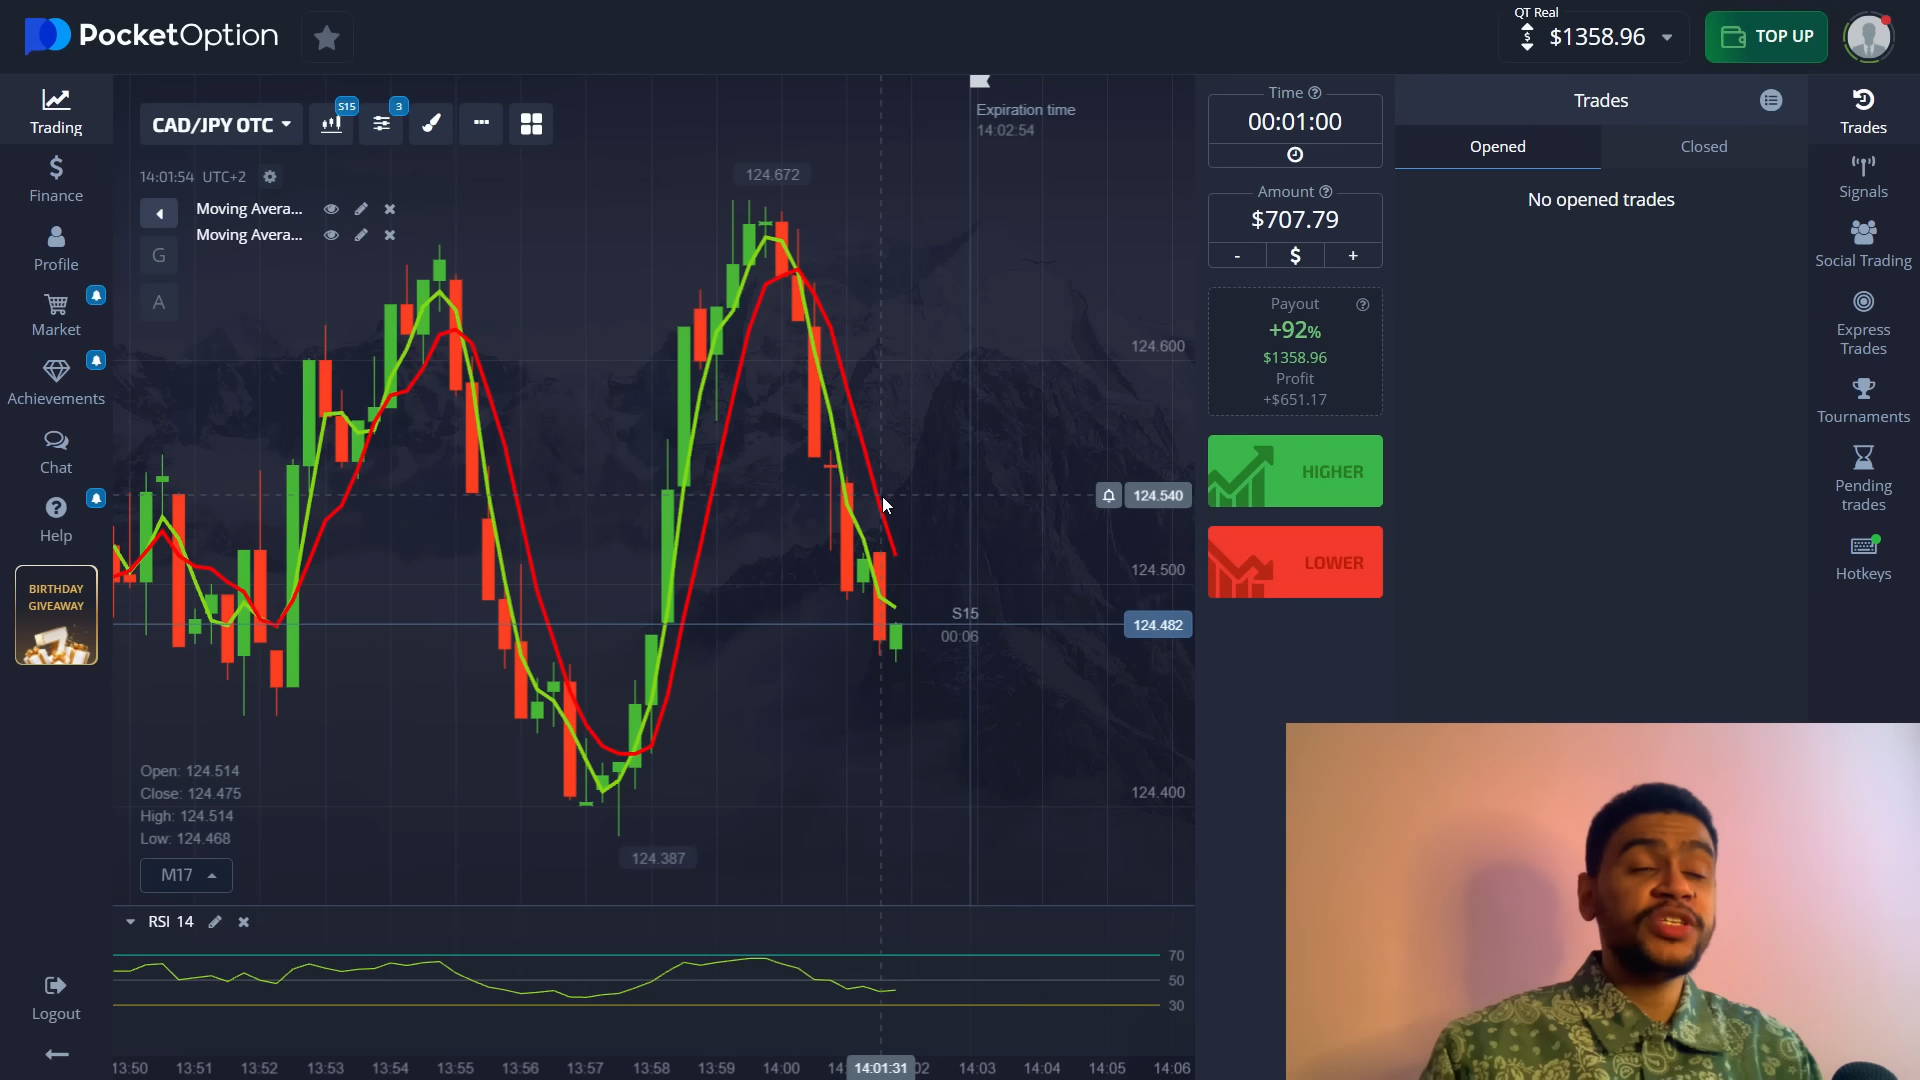 PocketOption
QT Real
$1358.96
TOP UP
Trading
Finance
Profile
Market
Achievements
Chat
Help
BIRTHDAY
GIVEAWAY
Logout
CAD/JPY OTC
S15
3
14:01:54 UTC+2
Moving Avera...
Moving Avera...
G
A
124.672
Expiration time
14:02:54
124.600
124.540
124.500
S15
00:06
124.482
124.400
124.387
Open: 124.514
Close: 124.475
High: 124.514
Low: 124.468
M17
RSI 14
70
50
30
13:50
13:51
13:52
13:53
13:54
13:55
13:56
13:57
13:58
13:59
14:00
14:01:31
02
14:03
14:04
14:05
14:06
Time
00:01:00
Amount
$707.79
-
$
+
Payout
+92%
$1358.96
Profit
+$651.17
HIGHER
LOWER
Trades
Opened
Closed
No opened trades
Trades
Signals
Social Trading
Express
Trades
Tournaments
Pending
trades
Hotkeys